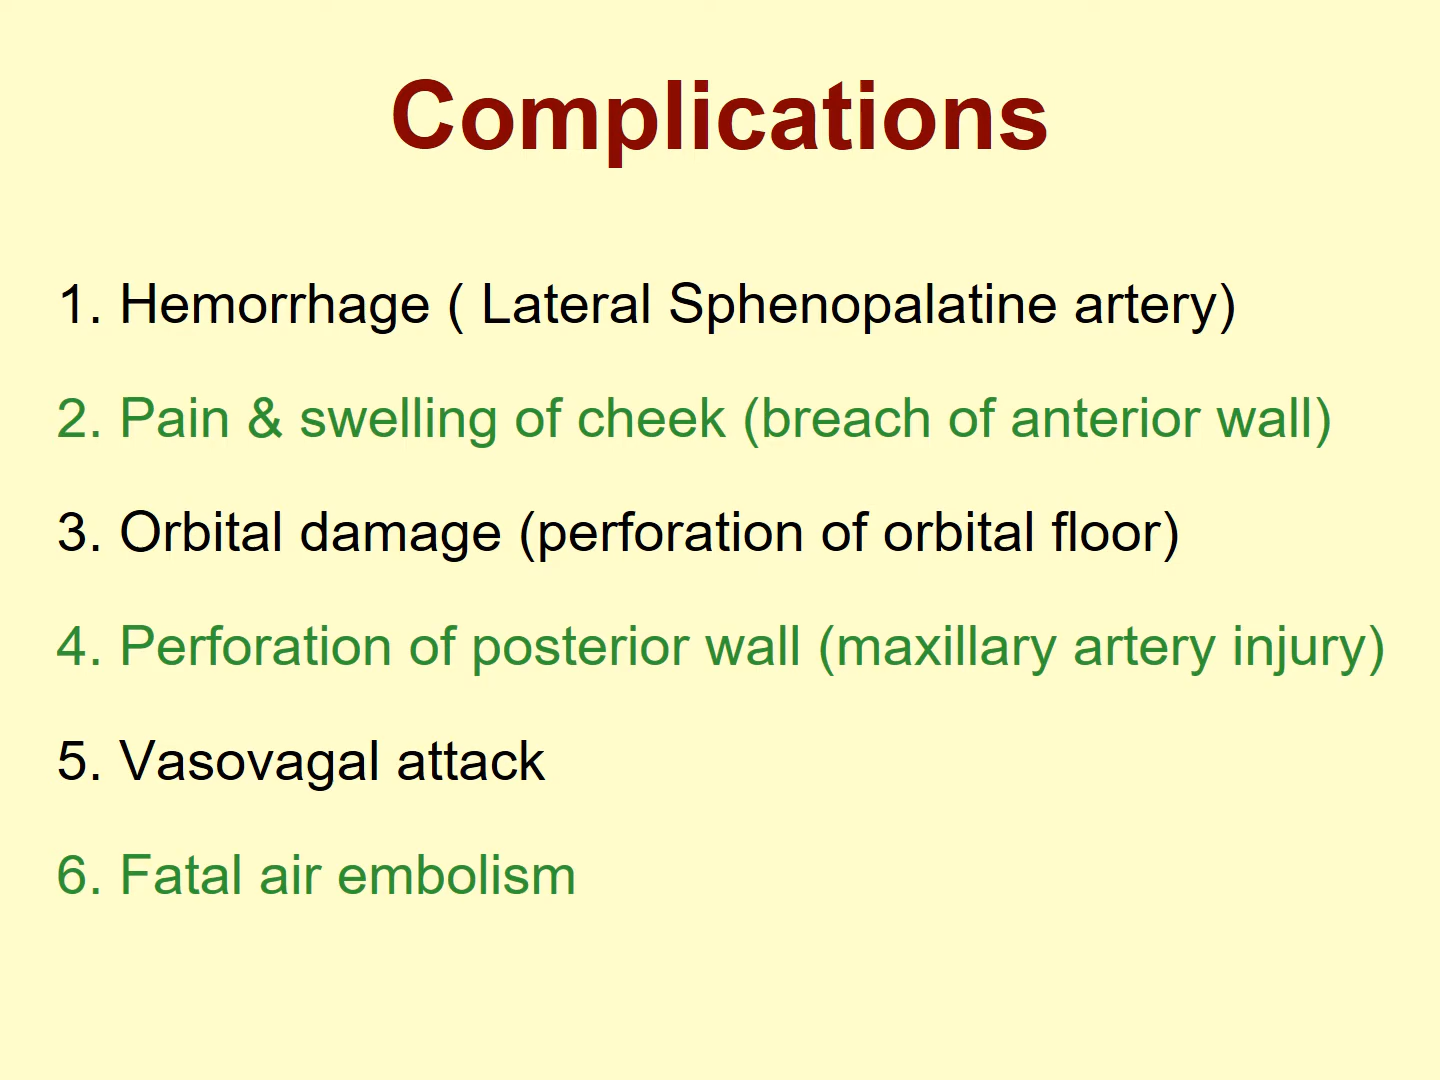 Complications
1. Hemorrhage ( Lateral Sphenopalatine artery)
2. Pain & swelling of cheek (breach of anterior wall)
3. Orbital damage (perforation of orbital floor)
4. Perforation of posterior wall (maxillary artery injury)
5. Vasovagal attack
6. Fatal air embolism